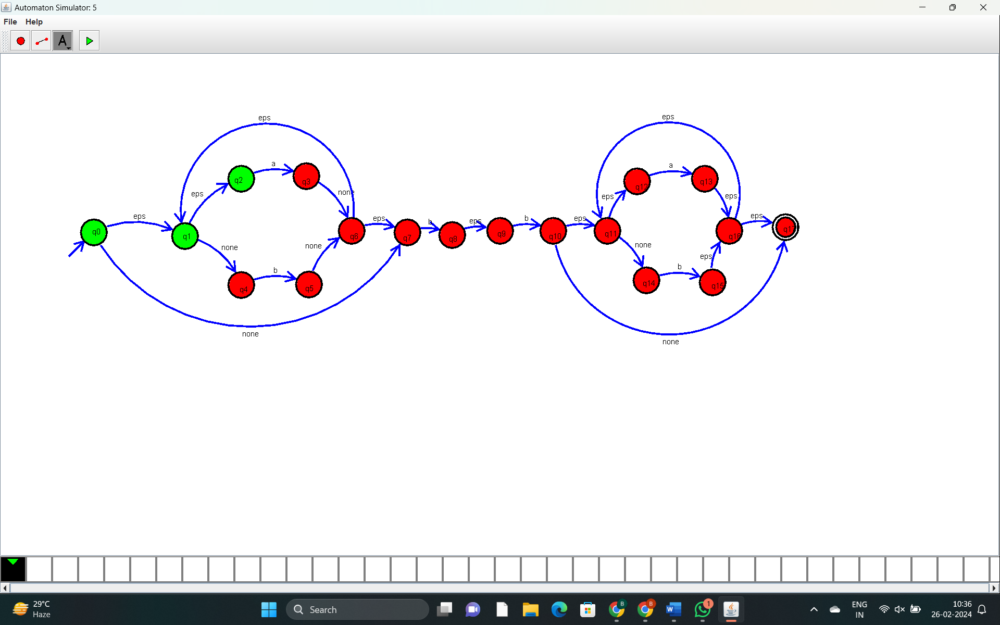 Automaton Simulator: 5
File Help
A
eps
eps
a
a
q2
q3
q12
q13
eps
none
eps
eps
q0
eps
q1
q6
eps
q7
b
q8
eps
q9
b
q10
eps
q11
q16
eps
q17
none
none
none
eps
q4
b
q5
q14
b
q15
none
none
29°C
Haze
Search
B
B
W
1
ENG
IN
10:36
26-02-2024